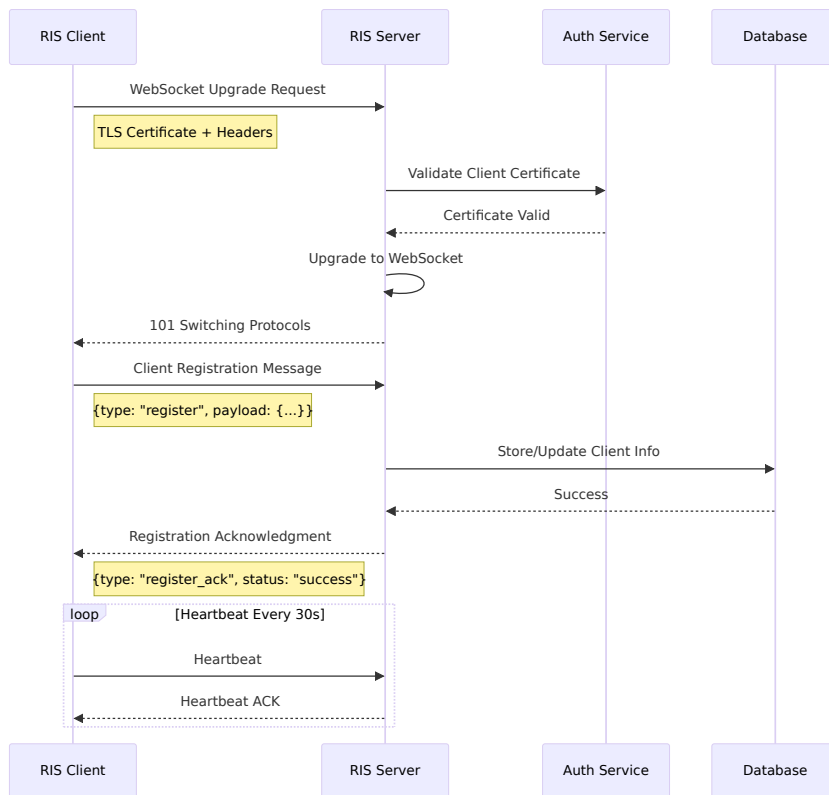 RIS Client
RIS Server
Auth Service
Database
WebSocket Upgrade Request
TLS Certificate + Headers
Validate Client Certificate
Certificate Valid
Upgrade to WebSocket
101 Switching Protocols
Client Registration Message
{type: "register", payload: {...}}
Store/Update Client Info
Success
Registration Acknowledgment
{type: "register_ack", status: "success"}
loop
[Heartbeat Every 30s]
Heartbeat
Heartbeat ACK
RIS Client
RIS Server
Auth Service
Database